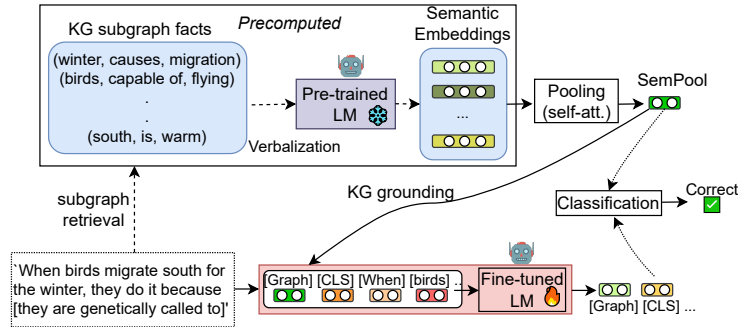 KG subgraph facts
Precomputed
Semantic
Embeddings
(winter, causes, migration)
(birds, capable of, flying)
.
.
(south, is, warm)
Verbalization
Pre-trained
LM
...
Pooling
(self-att.)
SemPool
subgraph
retrieval
KG grounding
Classification
Correct
`When birds migrate south for
the winter, they do it because
[they are genetically called to]'
[Graph] [CLS] [When] [birds] ..
Fine-tuned
LM
[Graph] [CLS] ...